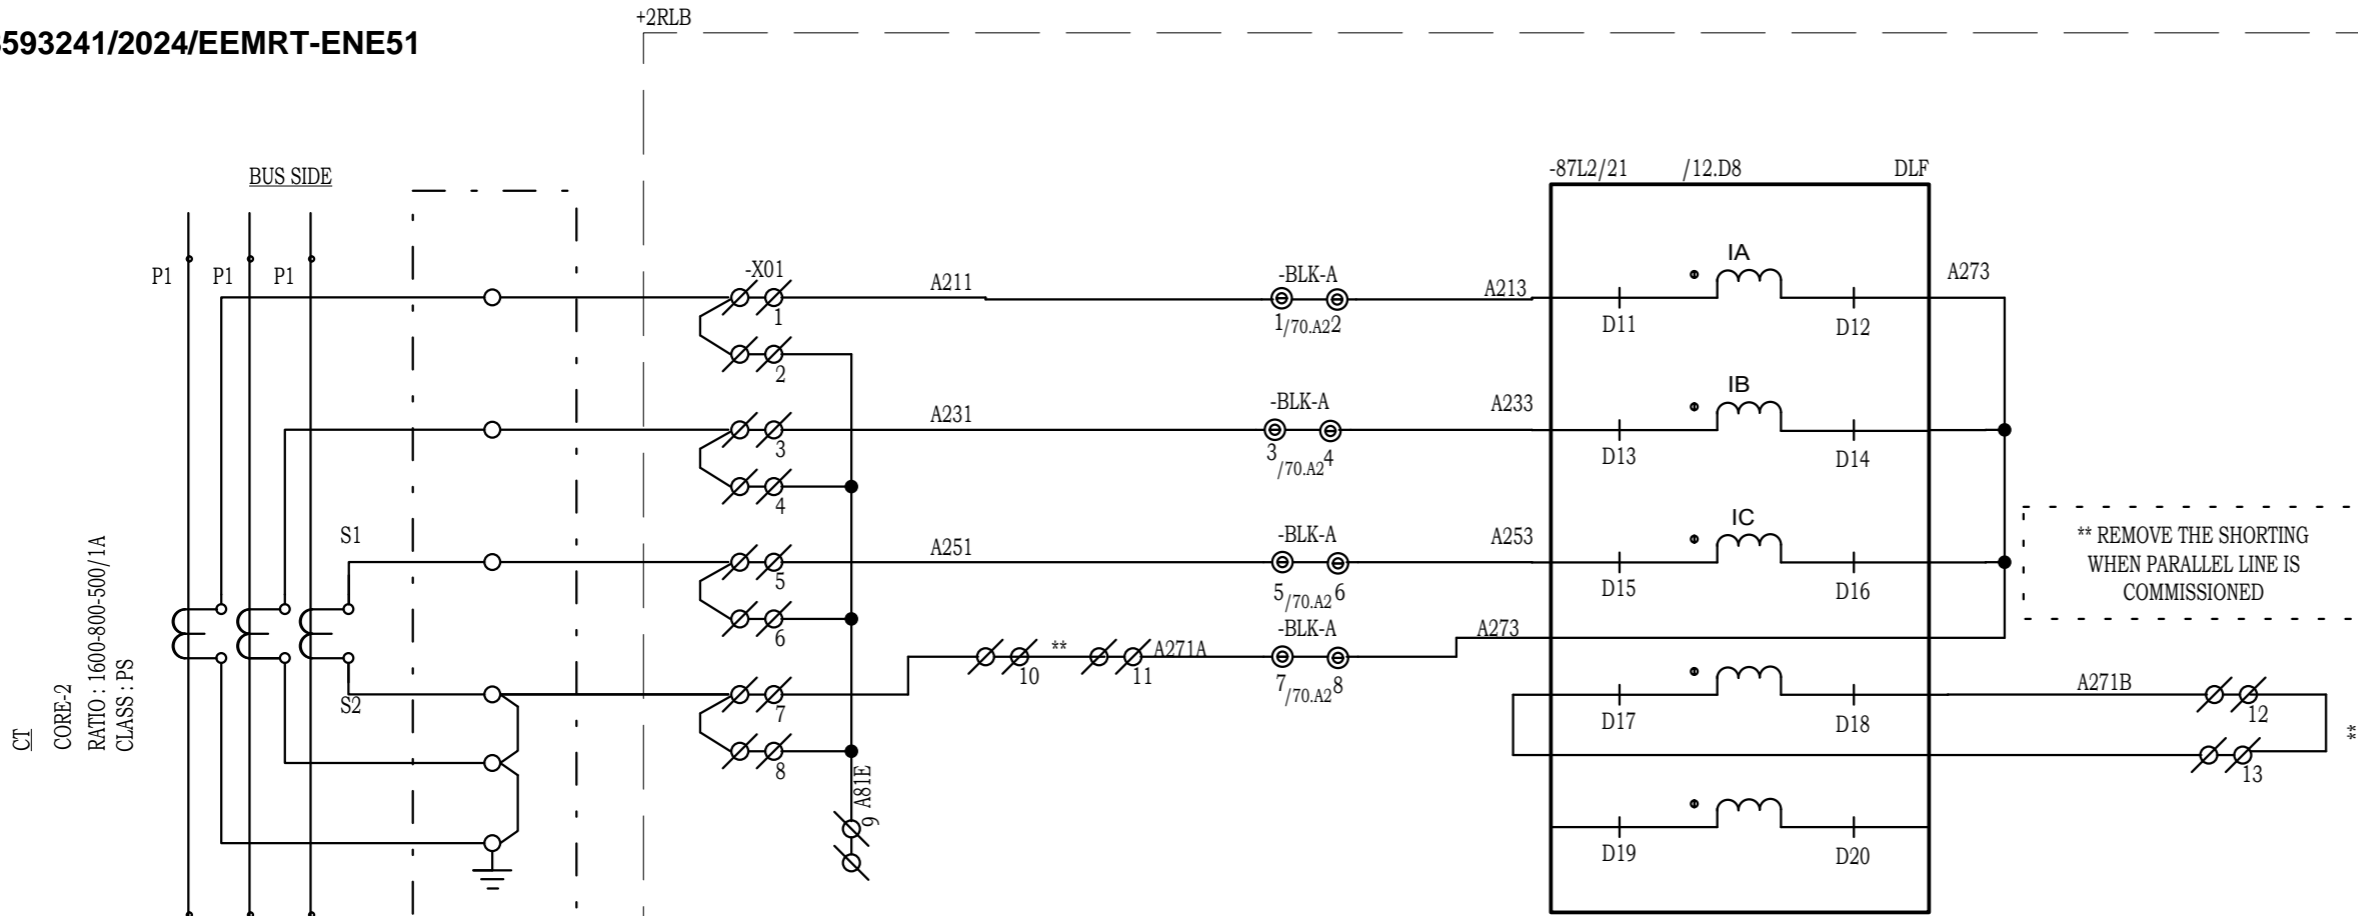 +2RLB
593241/2024/EEMRT-ENE51
BUS SIDE
-87L2/21 /12.D8 DLF
P1 P1 P1
-X01
A211
-BLK-A
A213
IA
A273
1
1/70.A22
D11
D12
2
A231
-BLK-A
A233
IB
3
3/70.A24
D13
D14
4
S1
A251
-BLK-A
A253
IC
5
5/70.A26
D15
D16
6
** REMOVE THE SHORTING
WHEN PARALLEL LINE IS
COMMISSIONED
-BLK-A
A273
**
A271A
10
11
7/70.A28
S2
7
D17
D18
A271B
12
**
13
8
A81E
9
D19
D20
CT
CORE-2
RATIO : 1600-800-500/1A
CLASS : PS